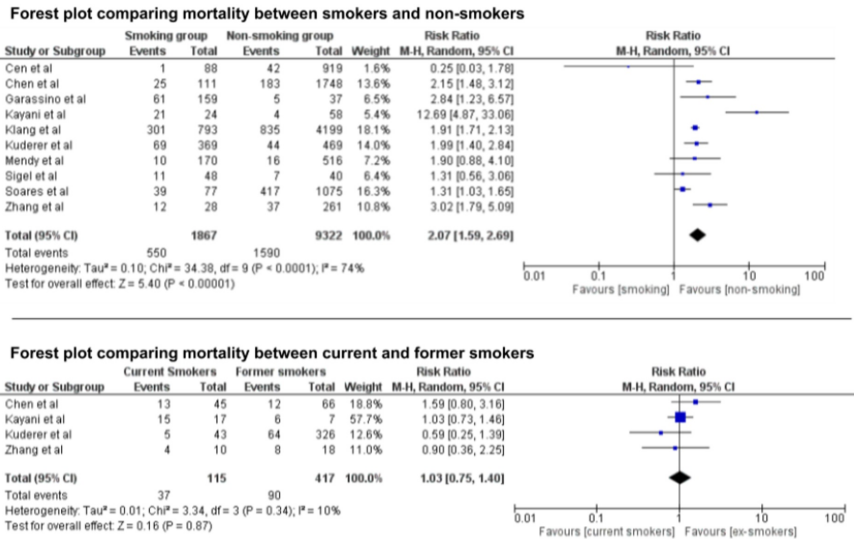 Forest plot comparing mortality between smokers and non-smokers
Smoking group Non-smoking group Risk Ratio Risk Ratio
Study or Subgroup Events Total Events Total Weight M-H, Random, 95% CI M-H, Random, 95% CI
Cen et al 1 88 42 919 1.6% 0.25 [0.03, 1.78]
Chen et al 25 111 183 1748 13.6% 2.15 [1.48, 3.12]
Garassino et al 61 159 5 37 6.5% 2.84 [1.23, 6.57]
Kayani et al 21 24 4 58 5.4% 12.69 [4.87, 33.06]
Klang et al 301 793 835 4199 18.1% 1.91 [1.71, 2.13]
Kuderer et al 69 369 44 469 14.0% 1.99 [1.40, 2.84]
Mendy et al 10 170 16 516 7.2% 1.90 [0.88, 4.10]
Sigel et al 11 48 7 40 6.4% 1.31 [0.56, 3.06]
Soares et al 39 77 417 1075 16.3% 1.31 [1.03, 1.65]
Zhang et al 12 28 37 261 10.8% 3.02 [1.79, 5.09]
Total (95% CI) 1867 9322 100.0% 2.07 [1.59, 2.69]
Total events 550 1590
Heterogeneity: Tau² = 0.10; Chi² = 34.38, df = 9 (P < 0.0001); I² = 74%
Test for overall effect: Z = 5.40 (P < 0.00001)
0.01 0.1 1 10 100
Favours [smoking] Favours [non-smoking]
Forest plot comparing mortality between current and former smokers
Current Smokers Former smokers Risk Ratio Risk Ratio
Study or Subgroup Events Total Events Total Weight M-H, Random, 95% CI M-H, Random, 95% CI
Chen et al 13 45 12 66 18.8% 1.59 [0.80, 3.16]
Kayani et al 15 17 6 7 57.7% 1.03 [0.73, 1.46]
Kuderer et al 5 43 64 326 12.6% 0.59 [0.25, 1.39]
Zhang et al 4 10 8 18 11.0% 0.90 [0.36, 2.25]
Total (95% CI) 115 417 100.0% 1.03 [0.75, 1.40]
Total events 37 90
Heterogeneity: Tau² = 0.01; Chi² = 3.34, df = 3 (P = 0.34); I² = 10%
Test for overall effect: Z = 0.16 (P = 0.87)
0.01 0.1 1 10 100
Favours [current smokers] Favours [ex-smokers]